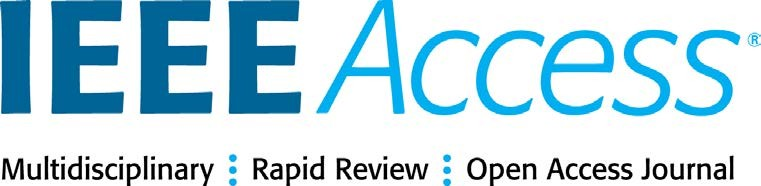 IEEE Access®
Multidisciplinary ⋮ Rapid Review ⋮ Open Access Journal